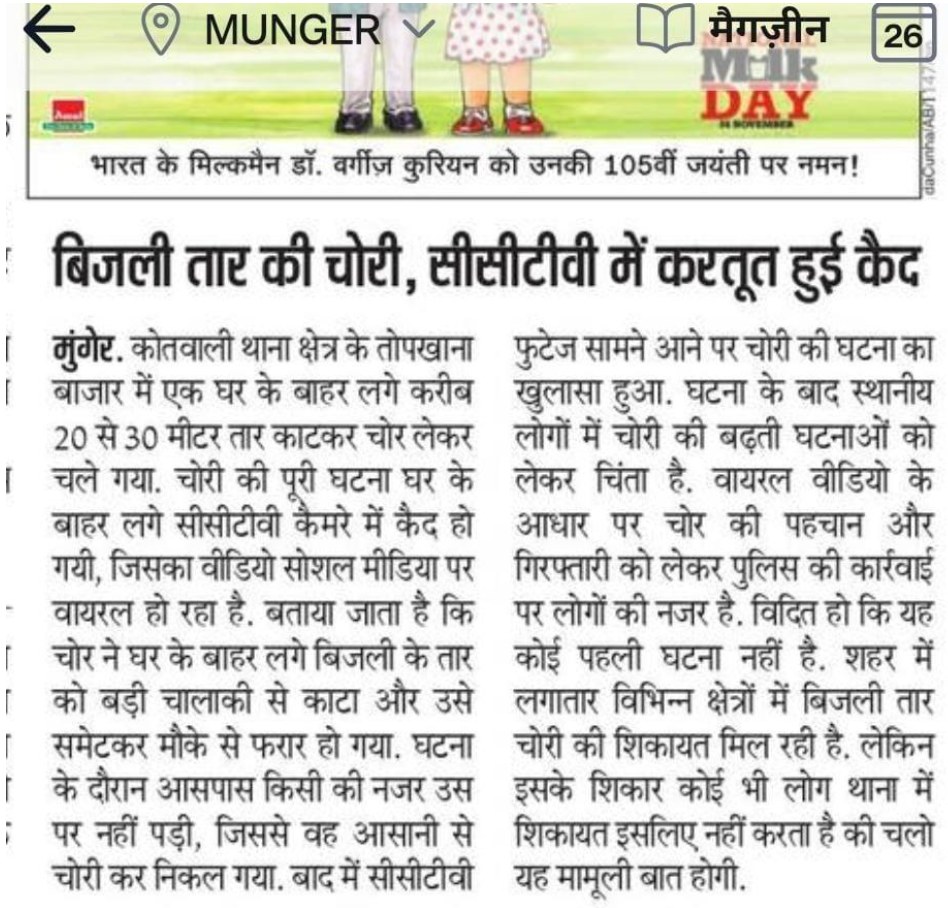 MUNGER
मैगज़ीन
26
NATIONAL
Milk
DAY
26 NOVEMBER
Amul
भारत के मिल्कमैन डॉ. वर्गीज़ कुरियन को उनकी 105वीं जयंती पर नमन!
बिजली तार की चोरी, सीसीटीवी में करतूत हुई कैद
मुंगेर. कोतवाली थाना क्षेत्र के तोपखाना
बाजार में एक घर के बाहर लगे करीब
20 से 30 मीटर तार काटकर चोर लेकर
चले गया. चोरी की पूरी घटना घर के
बाहर लगे सीसीटीवी कैमरे में कैद हो
गयी, जिसका वीडियो सोशल मीडिया पर
वायरल हो रहा है. बताया जाता है कि
चोर ने घर के बाहर लगे बिजली के तार
को बड़ी चालाकी से काटा और उसे
समेटकर मौके से फरार हो गया. घटना
के दौरान आसपास किसी की नजर उस
पर नहीं पड़ी, जिससे वह आसानी से
चोरी कर निकल गया. बाद में सीसीटीवी
फुटेज सामने आने पर चोरी की घटना का
खुलासा हुआ. घटना के बाद स्थानीय
लोगों में चोरी की बढ़ती घटनाओं को
लेकर चिंता है. वायरल वीडियो के
आधार पर चोर की पहचान और
गिरफ्तारी को लेकर पुलिस की कार्रवाई
पर लोगों की नजर है. विदित हो कि यह
कोई पहली घटना नहीं है. शहर में
लगातार विभिन्न क्षेत्रों में बिजली तार
चोरी की शिकायत मिल रही है. लेकिन
इसके शिकार कोई भी लोग थाना में
शिकायत इसलिए नहीं करता है की चलो
यह मामूली बात होगी.